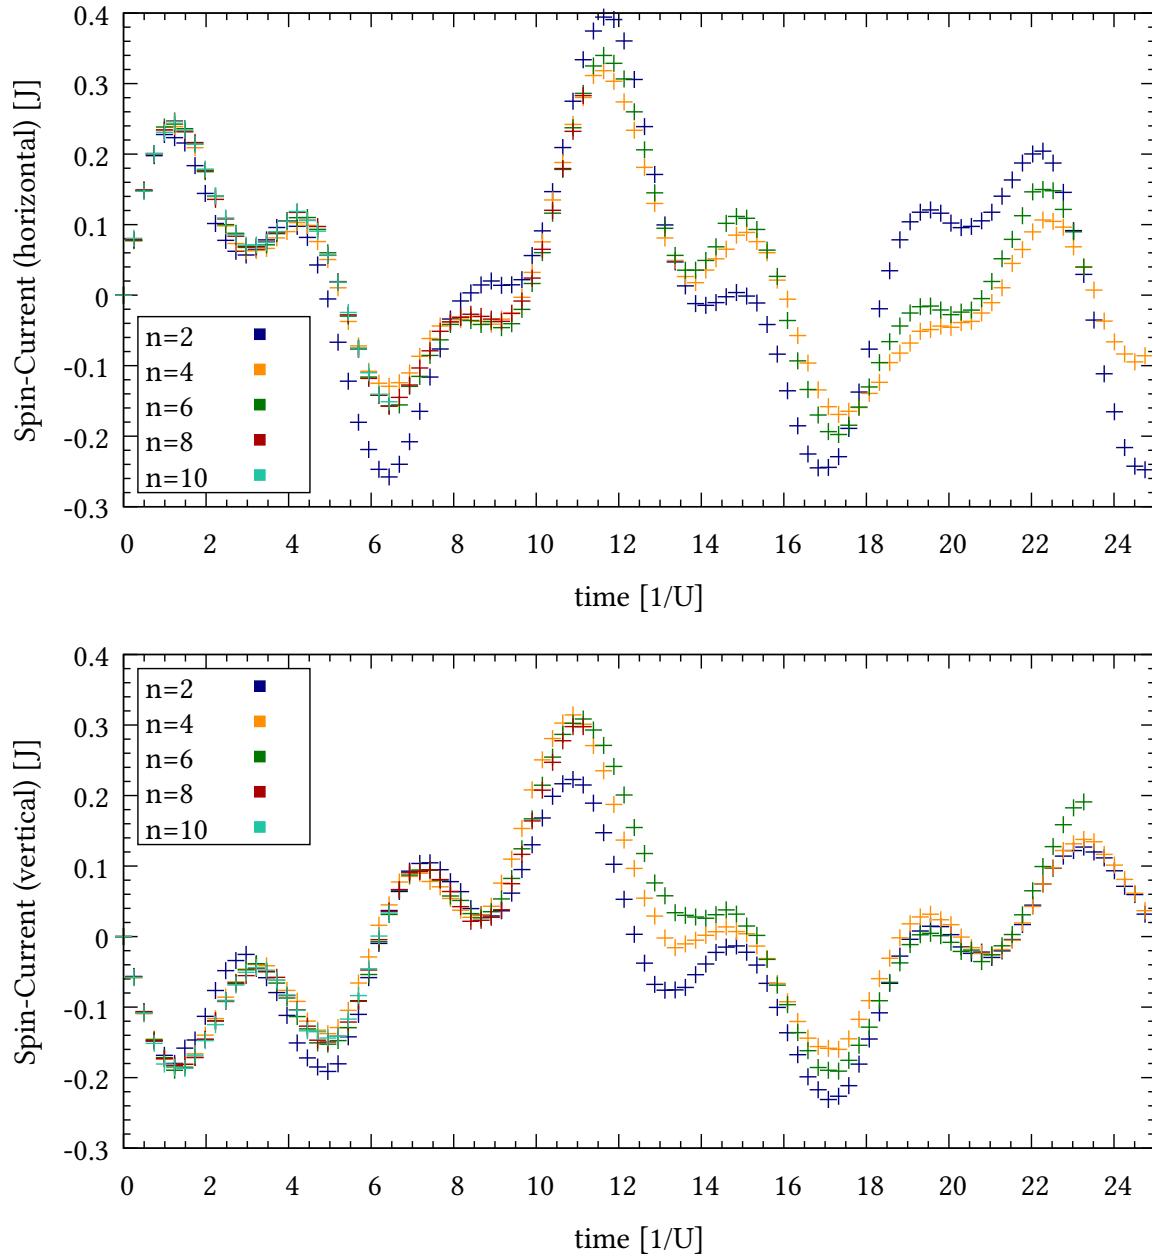 0.4
0.3
0.2
0.1
0
-0.1
-0.2
-0.3
Spin-Current (horizontal) [J]
n=2
n=4
n=6
n=8
n=10
0 2 4 6 8 10 12 14 16 18 20 22 24
time [1/U]
0.4
0.3
0.2
0.1
0
-0.1
-0.2
-0.3
Spin-Current (vertical) [J]
n=2
n=4
n=6
n=8
n=10
0 2 4 6 8 10 12 14 16 18 20 22 24
time [1/U]